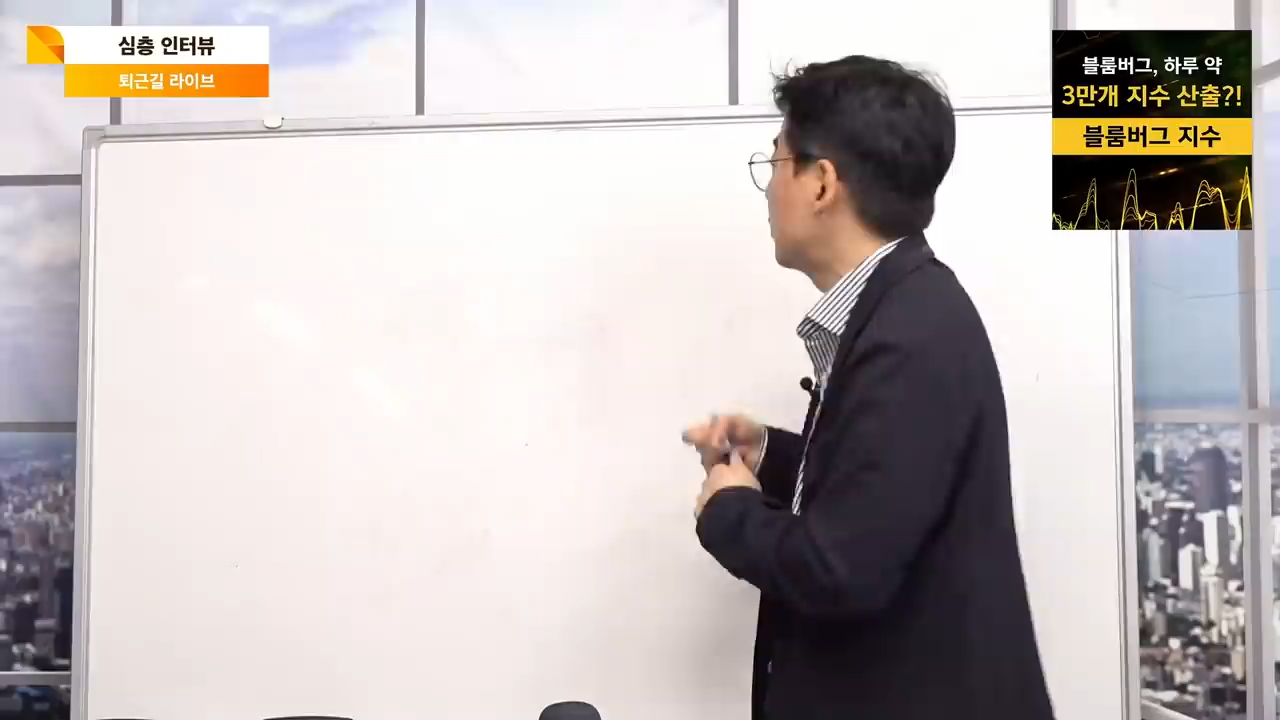 심층 인터뷰
퇴근길 라이브
블룸버그, 하루 약
3만개 지수 산출?!
블룸버그 지수